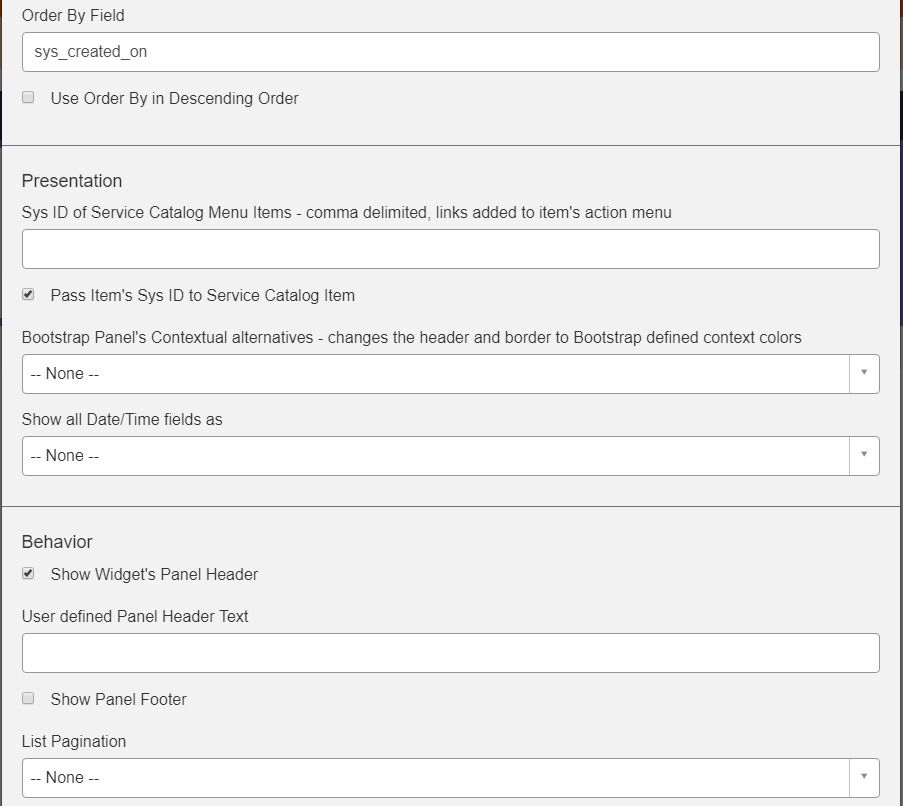 Order By Field
sys_created_on
Use Order By in Descending Order
Presentation
Sys ID of Service Catalog Menu Items - comma delimited, links added to item's action menu
Pass Item's Sys ID to Service Catalog Item
Bootstrap Panel's Contextual alternatives - changes the header and border to Bootstrap defined context colors
-- None --
Show all Date/Time fields as
-- None --
Behavior
Show Widget's Panel Header
User defined Panel Header Text
Show Panel Footer
List Pagination
-- None --